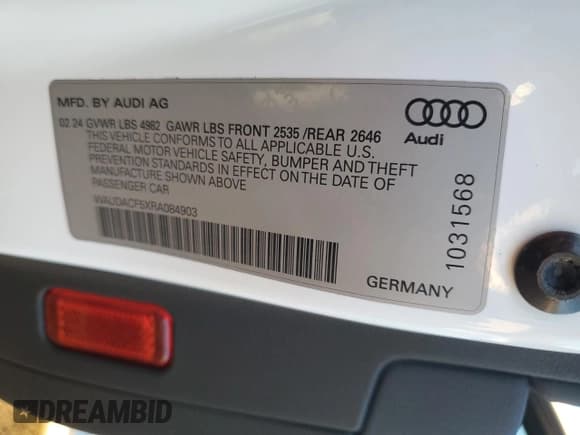 MFD. BY AUDI AG
02.24 GVWR LBS 4982 GAWR LBS FRONT 2535 /REAR 2646
THIS VEHICLE CONFORMS TO ALL APPLICABLE U.S.
FEDERAL MOTOR VEHICLE SAFETY, BUMPER AND THEFT
PREVENTION STANDARDS IN EFFECT ON THE DATE OF
MANUFACTURE SHOWN ABOVE
PASSENGER CAR
WAUDACF5XRA084903
Audi
1031568
GERMANY
DREAMBID